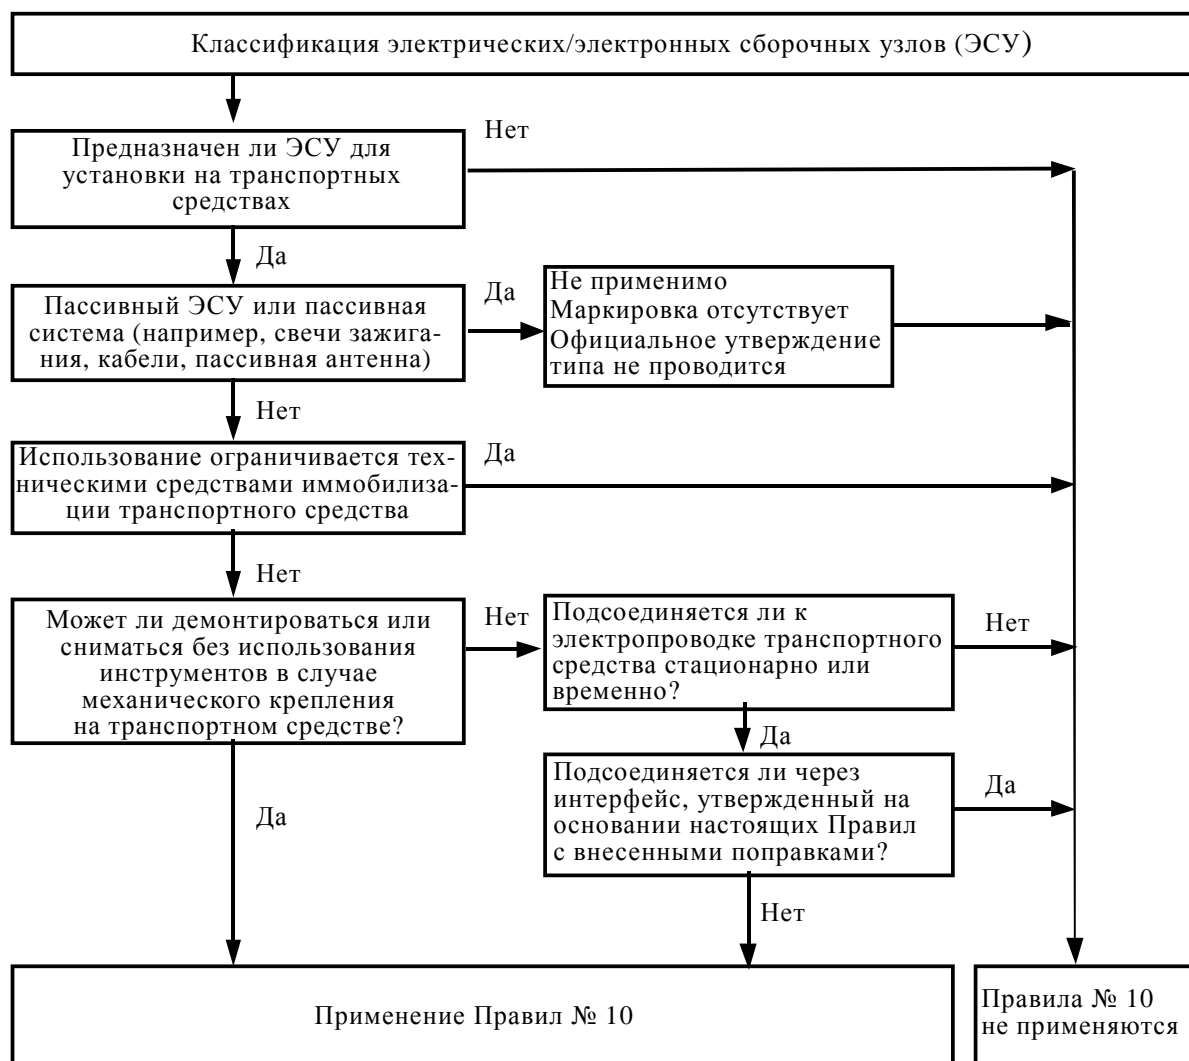 Классификация электрических/электронных сборочных узлов (ЭСУ)
Нет
Предназначен ли ЭСУ для
установки на транспортных
средствах
Да
Пассивный ЭСУ или пассивная
система (например, свечи зажига-
ния, кабели, пассивная антенна)
Да
Не применимо
Маркировка отсутствует
Официальное утверждение
типа не проводится
Нет
Использование ограничивается тех-
ническими средствами иммобилиза-
ции транспортного средства
Да
Нет
Может ли демонтироваться или
сниматься без использования
инструментов в случае
механического крепления
на транспортном средстве?
Нет
Подсоединяется ли к
электропроводке транспортного
средства стационарно или
временно?
Нет
Да
Подсоединяется ли через
интерфейс, утвержденный на
основании настоящих Правил
с внесенными поправками?
Да
Да
Нет
Применение Правил № 10
Правила № 10
не применяются